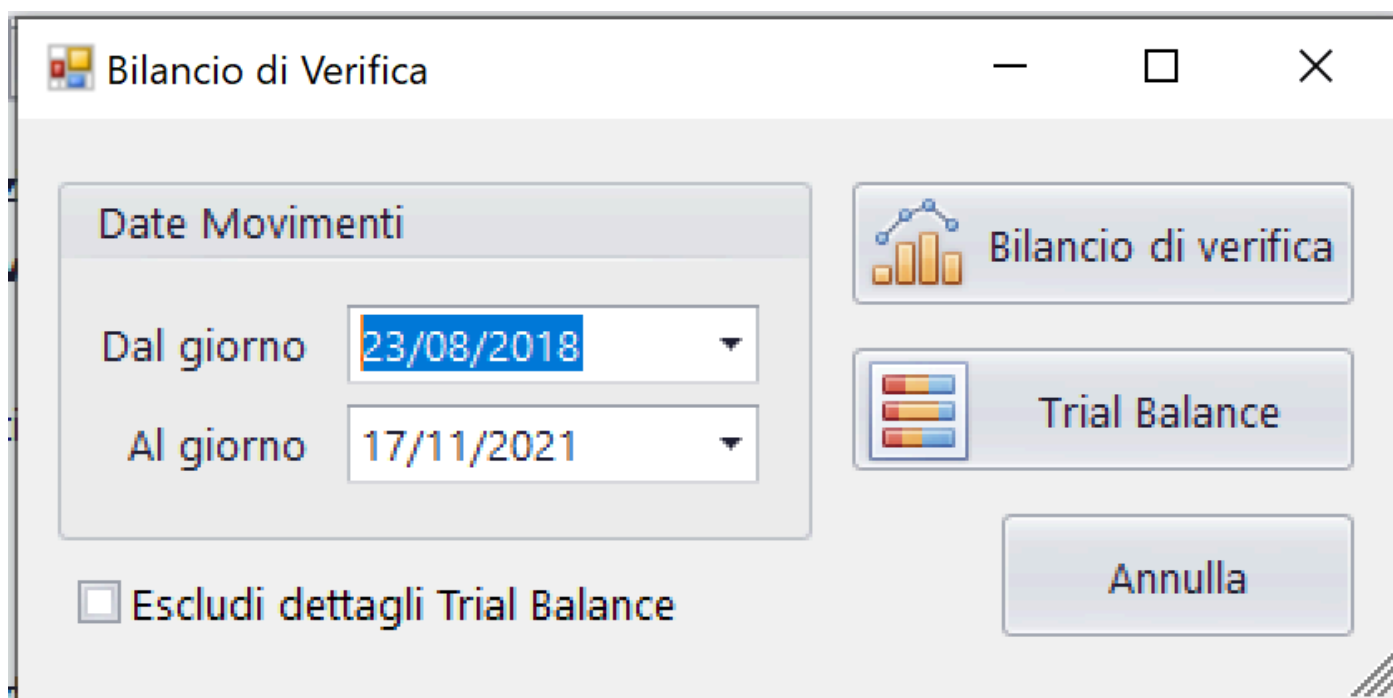 Bilancio di Verifica
Date Movimenti
Dal giorno 23/08/2018
Al giorno 17/11/2021
Escludi dettagli Trial Balance
Bilancio di verifica
Trial Balance
Annulla